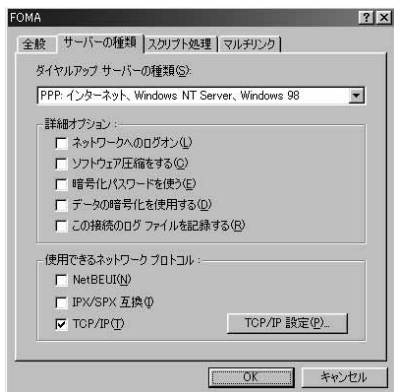 FOMA
全般 サーバーの種類 スクリプト処理 マルチリンク
ダイヤルアップ サーバーの種類(S):
PPP: インターネット、Windows NT Server、Windows 98
詳細オプション:
ネットワークへのログオン(L)
ソフトウェア圧縮をする(C)
暗号化パスワードを使う(E)
データの暗号化を使用する(D)
この接続のログ ファイルを記録する(R)
使用できるネットワーク プロトコル:
NetBEUI(N)
IPX/SPX 互換(I)
TCP/IP(T) TCP/IP 設定(P)...
OK キャンセル